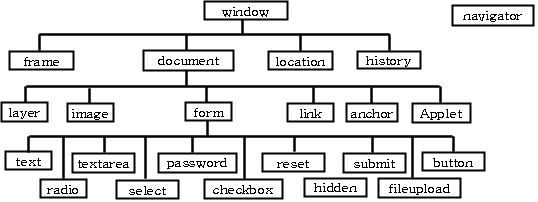 window
navigator
frame
document
location
history
layer
image
form
link
anchor
Applet
text
textarea
password
reset
submit
button
radio
select
checkbox
hidden
fileupload